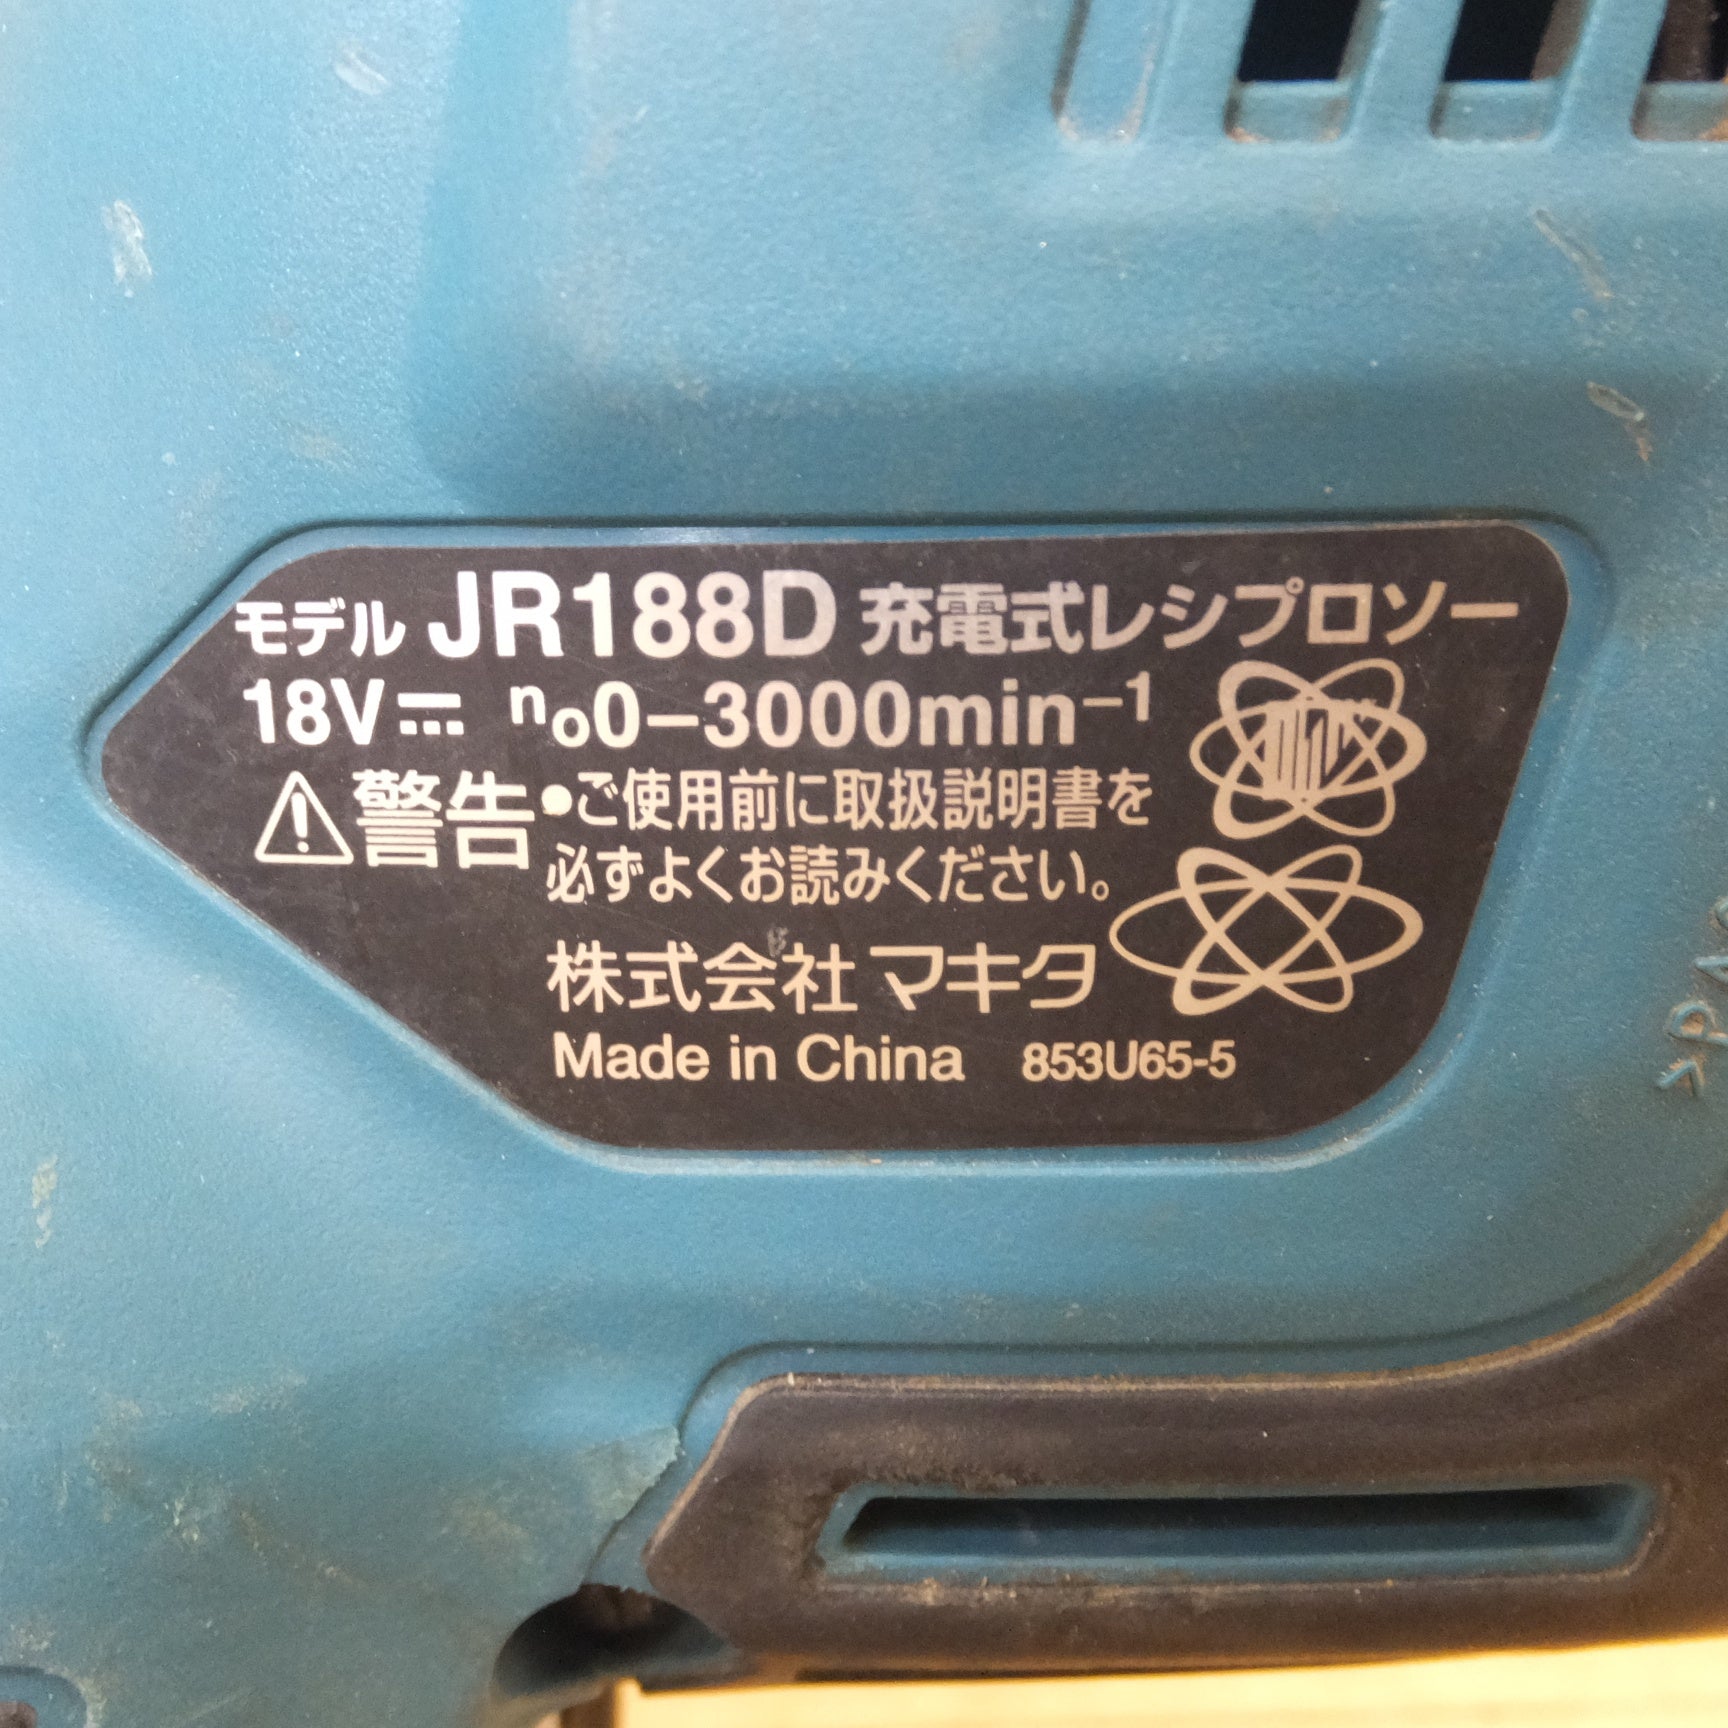 モデル JR188D 充電式レシプロソー
18V⎓ no0–3000min⁻¹
⚠警告 ●ご使用前に取扱説明書を
必ずよくお読みください。
株式会社マキタ
Made in China 853U65-5